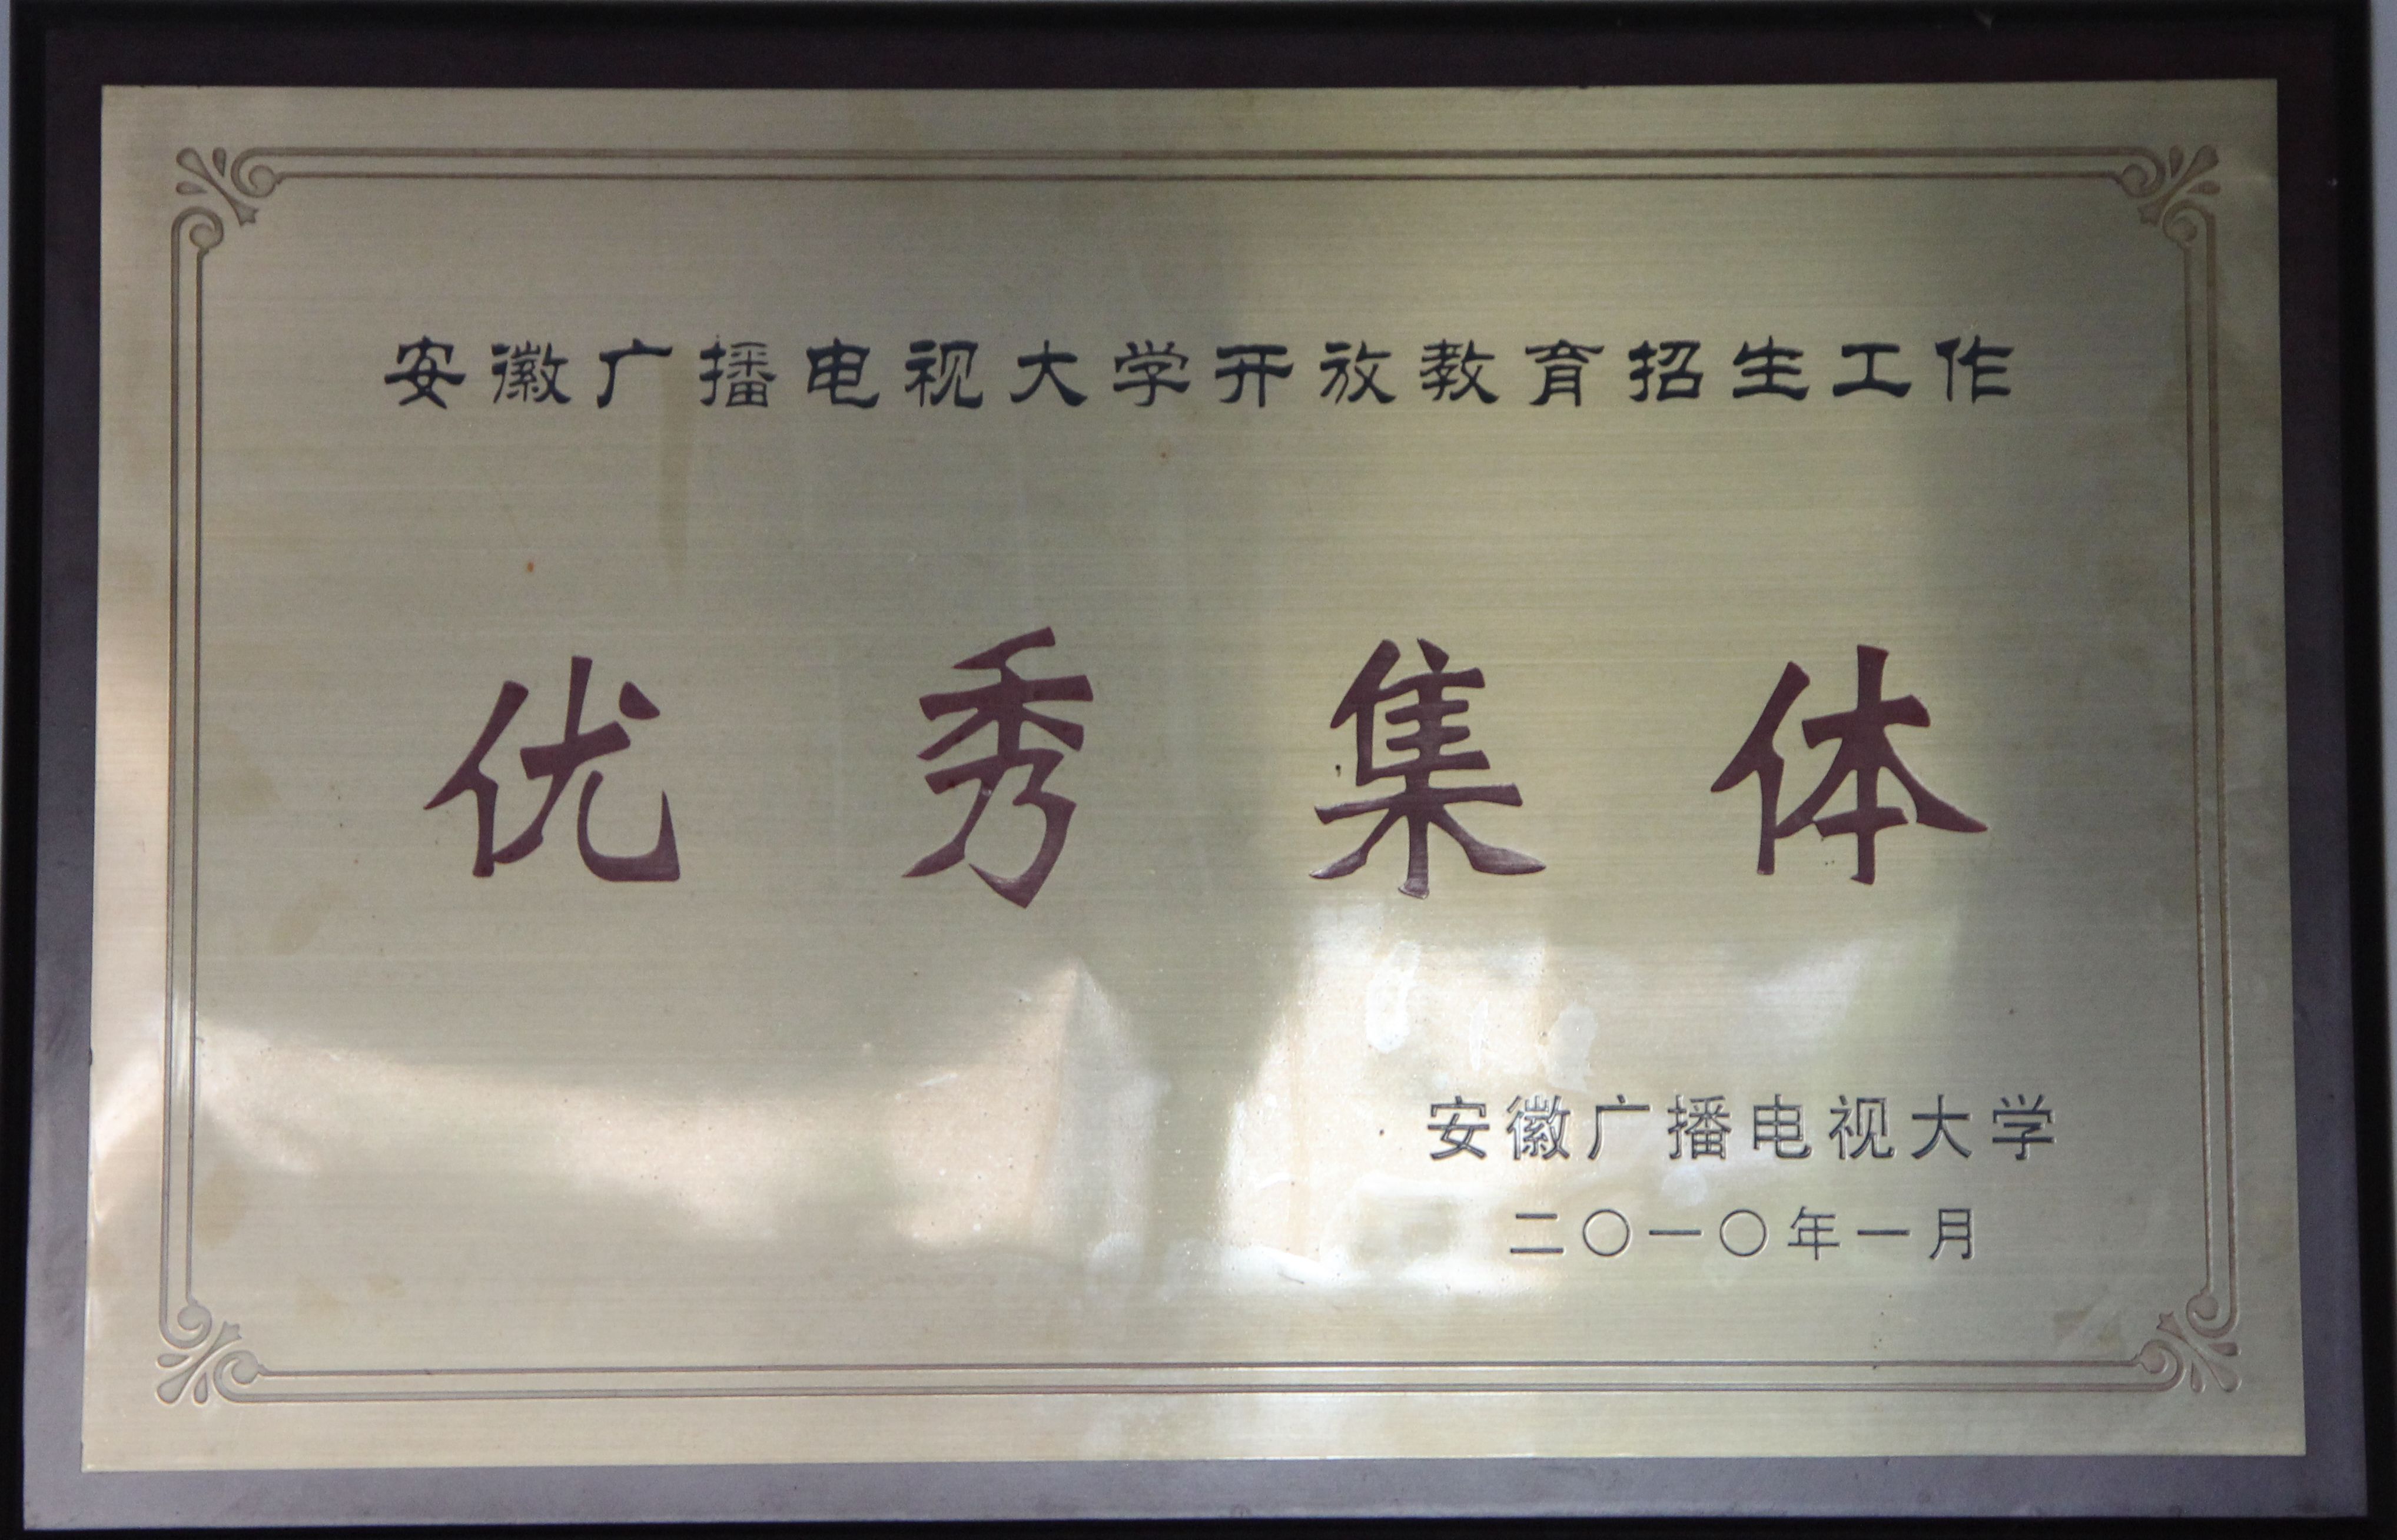 安徽广播电视大学开放教育招生工作
优秀集体
安徽广播电视大学
二〇一〇年一月